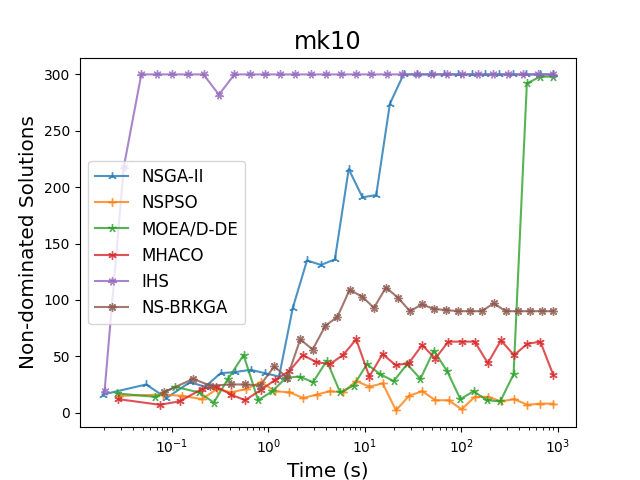 mk10
Non-dominated Solutions
300
250
200
150
100
50
0
NSGA-II
NSPSO
MOEA/D-DE
MHACO
IHS
NS-BRKGA
10⁻¹ 10⁰ 10¹ 10² 10³
Time (s)